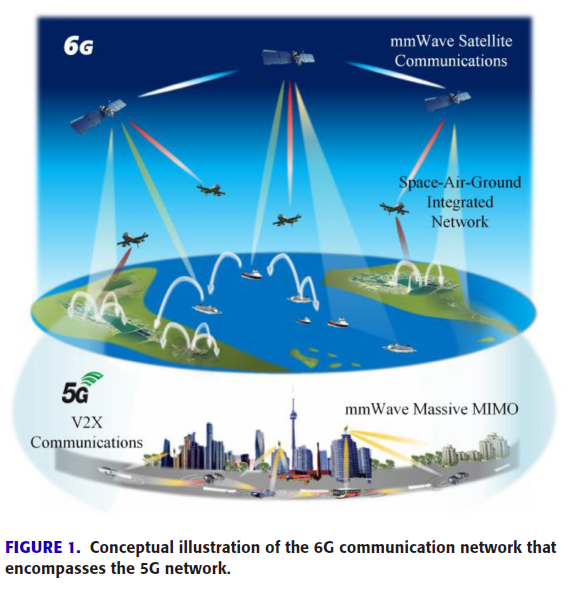 6G
mmWave Satellite
Communications
Space-Air-Ground
Integrated
Network
5G
V2X
Communications
mmWave Massive MIMO
FIGURE 1. Conceptual illustration of the 6G communication network that
encompasses the 5G network.